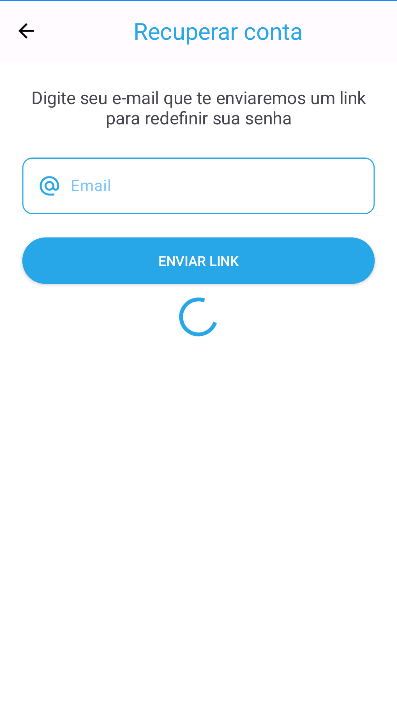 Recuperar conta
Digite seu e-mail que te enviaremos um link
para redefinir sua senha
Email
ENVIAR LINK